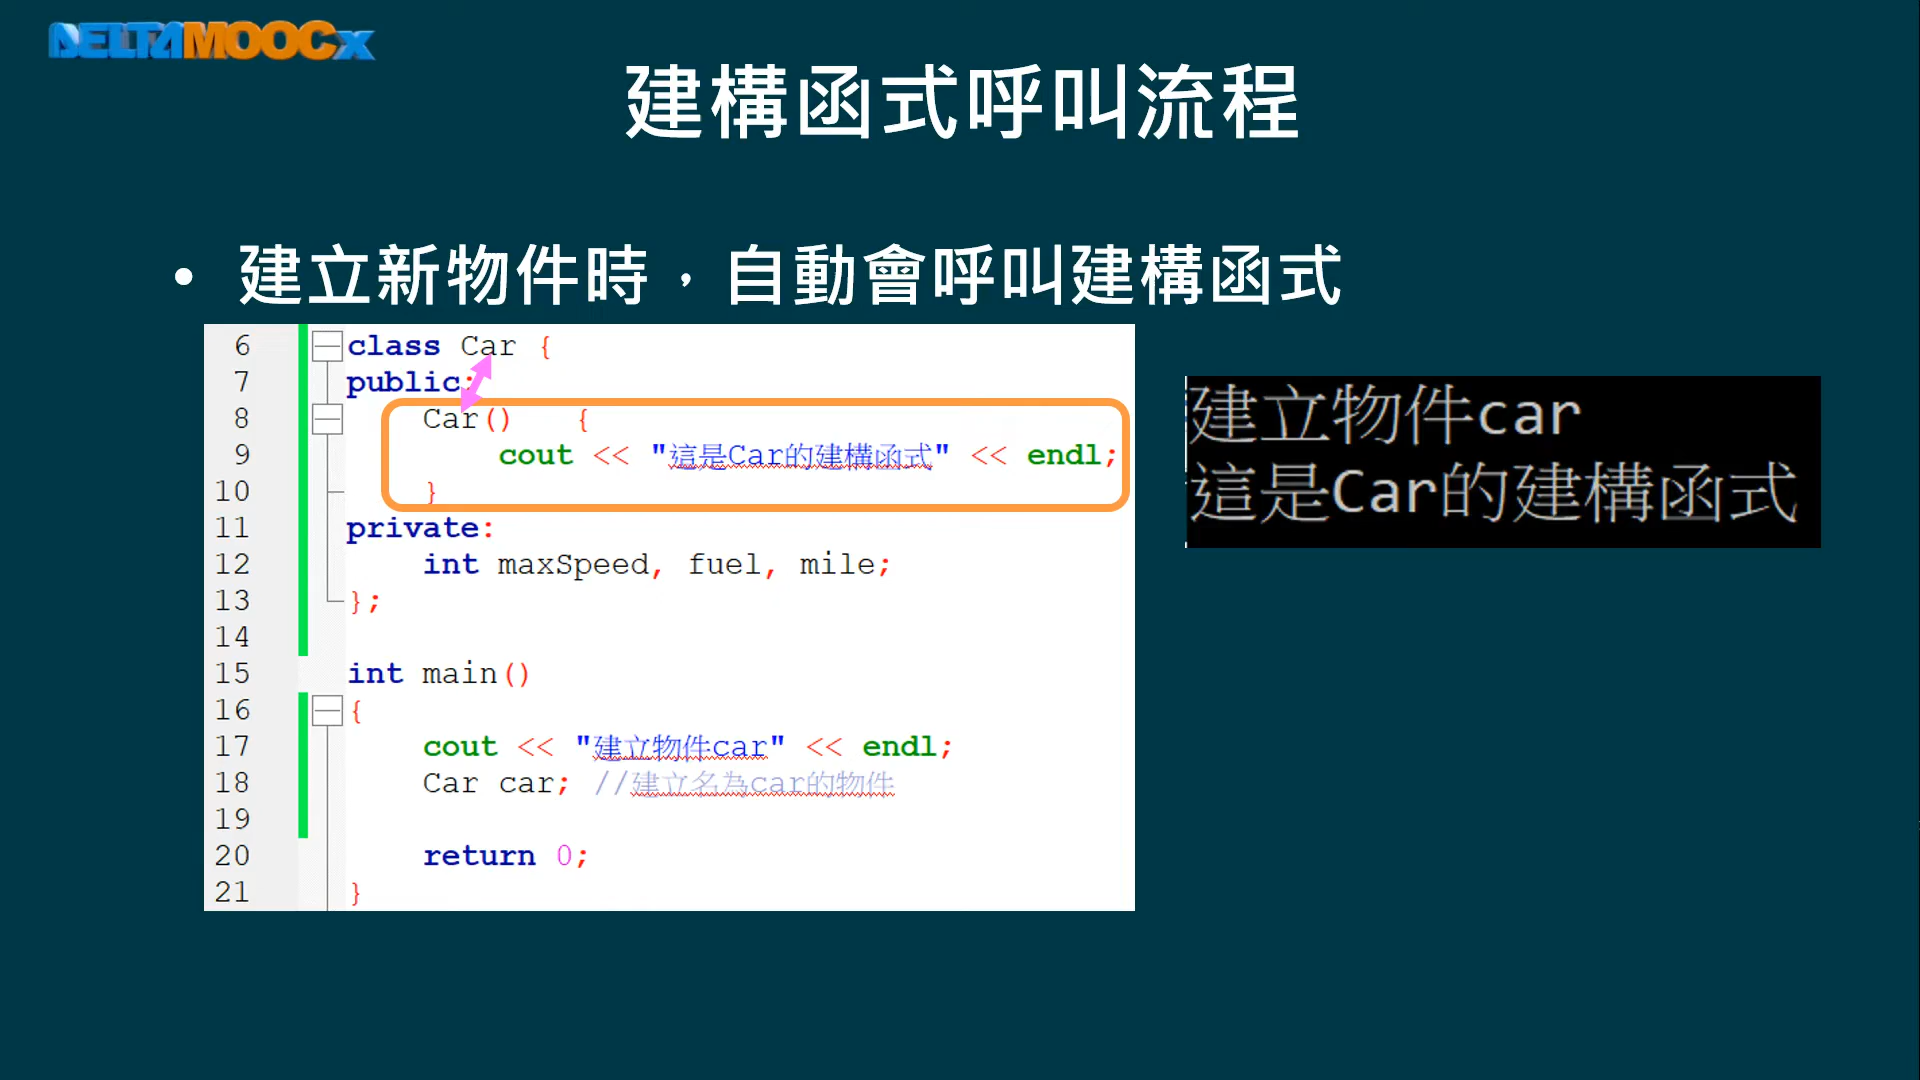 DELTAMOOCx
建構函式呼叫流程
• 建立新物件時，自動會呼叫建構函式
6 class Car {
7 public:
8 Car() {
9 cout << "這是Car的建構函式" << endl;
10 }
11 private:
12 int maxSpeed, fuel, mile;
13 };
14
15 int main()
16 {
17 cout << "建立物件car" << endl;
18 Car car; //建立名為car的物件
19
20 return 0;
21 }
建立物件car
這是Car的建構函式